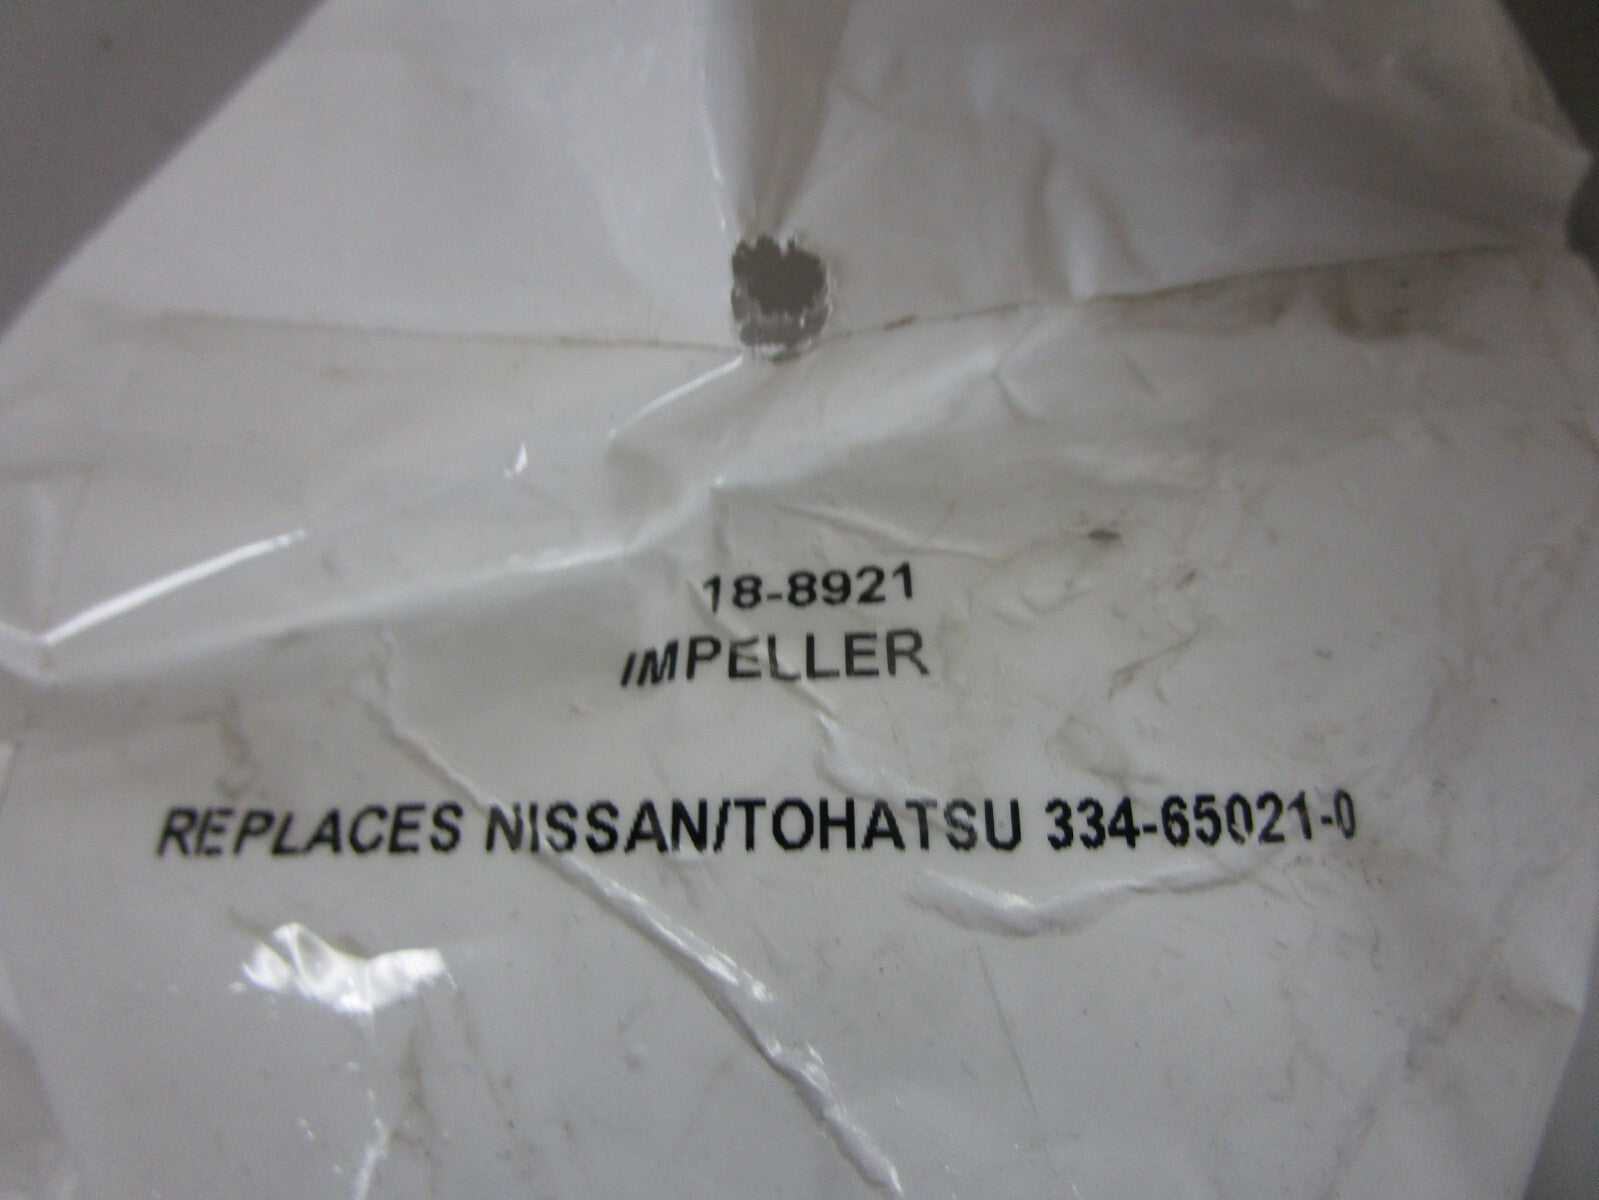 18-8921
IMPELLER
REPLACES NISSAN/TOHATSU 334-65021-0